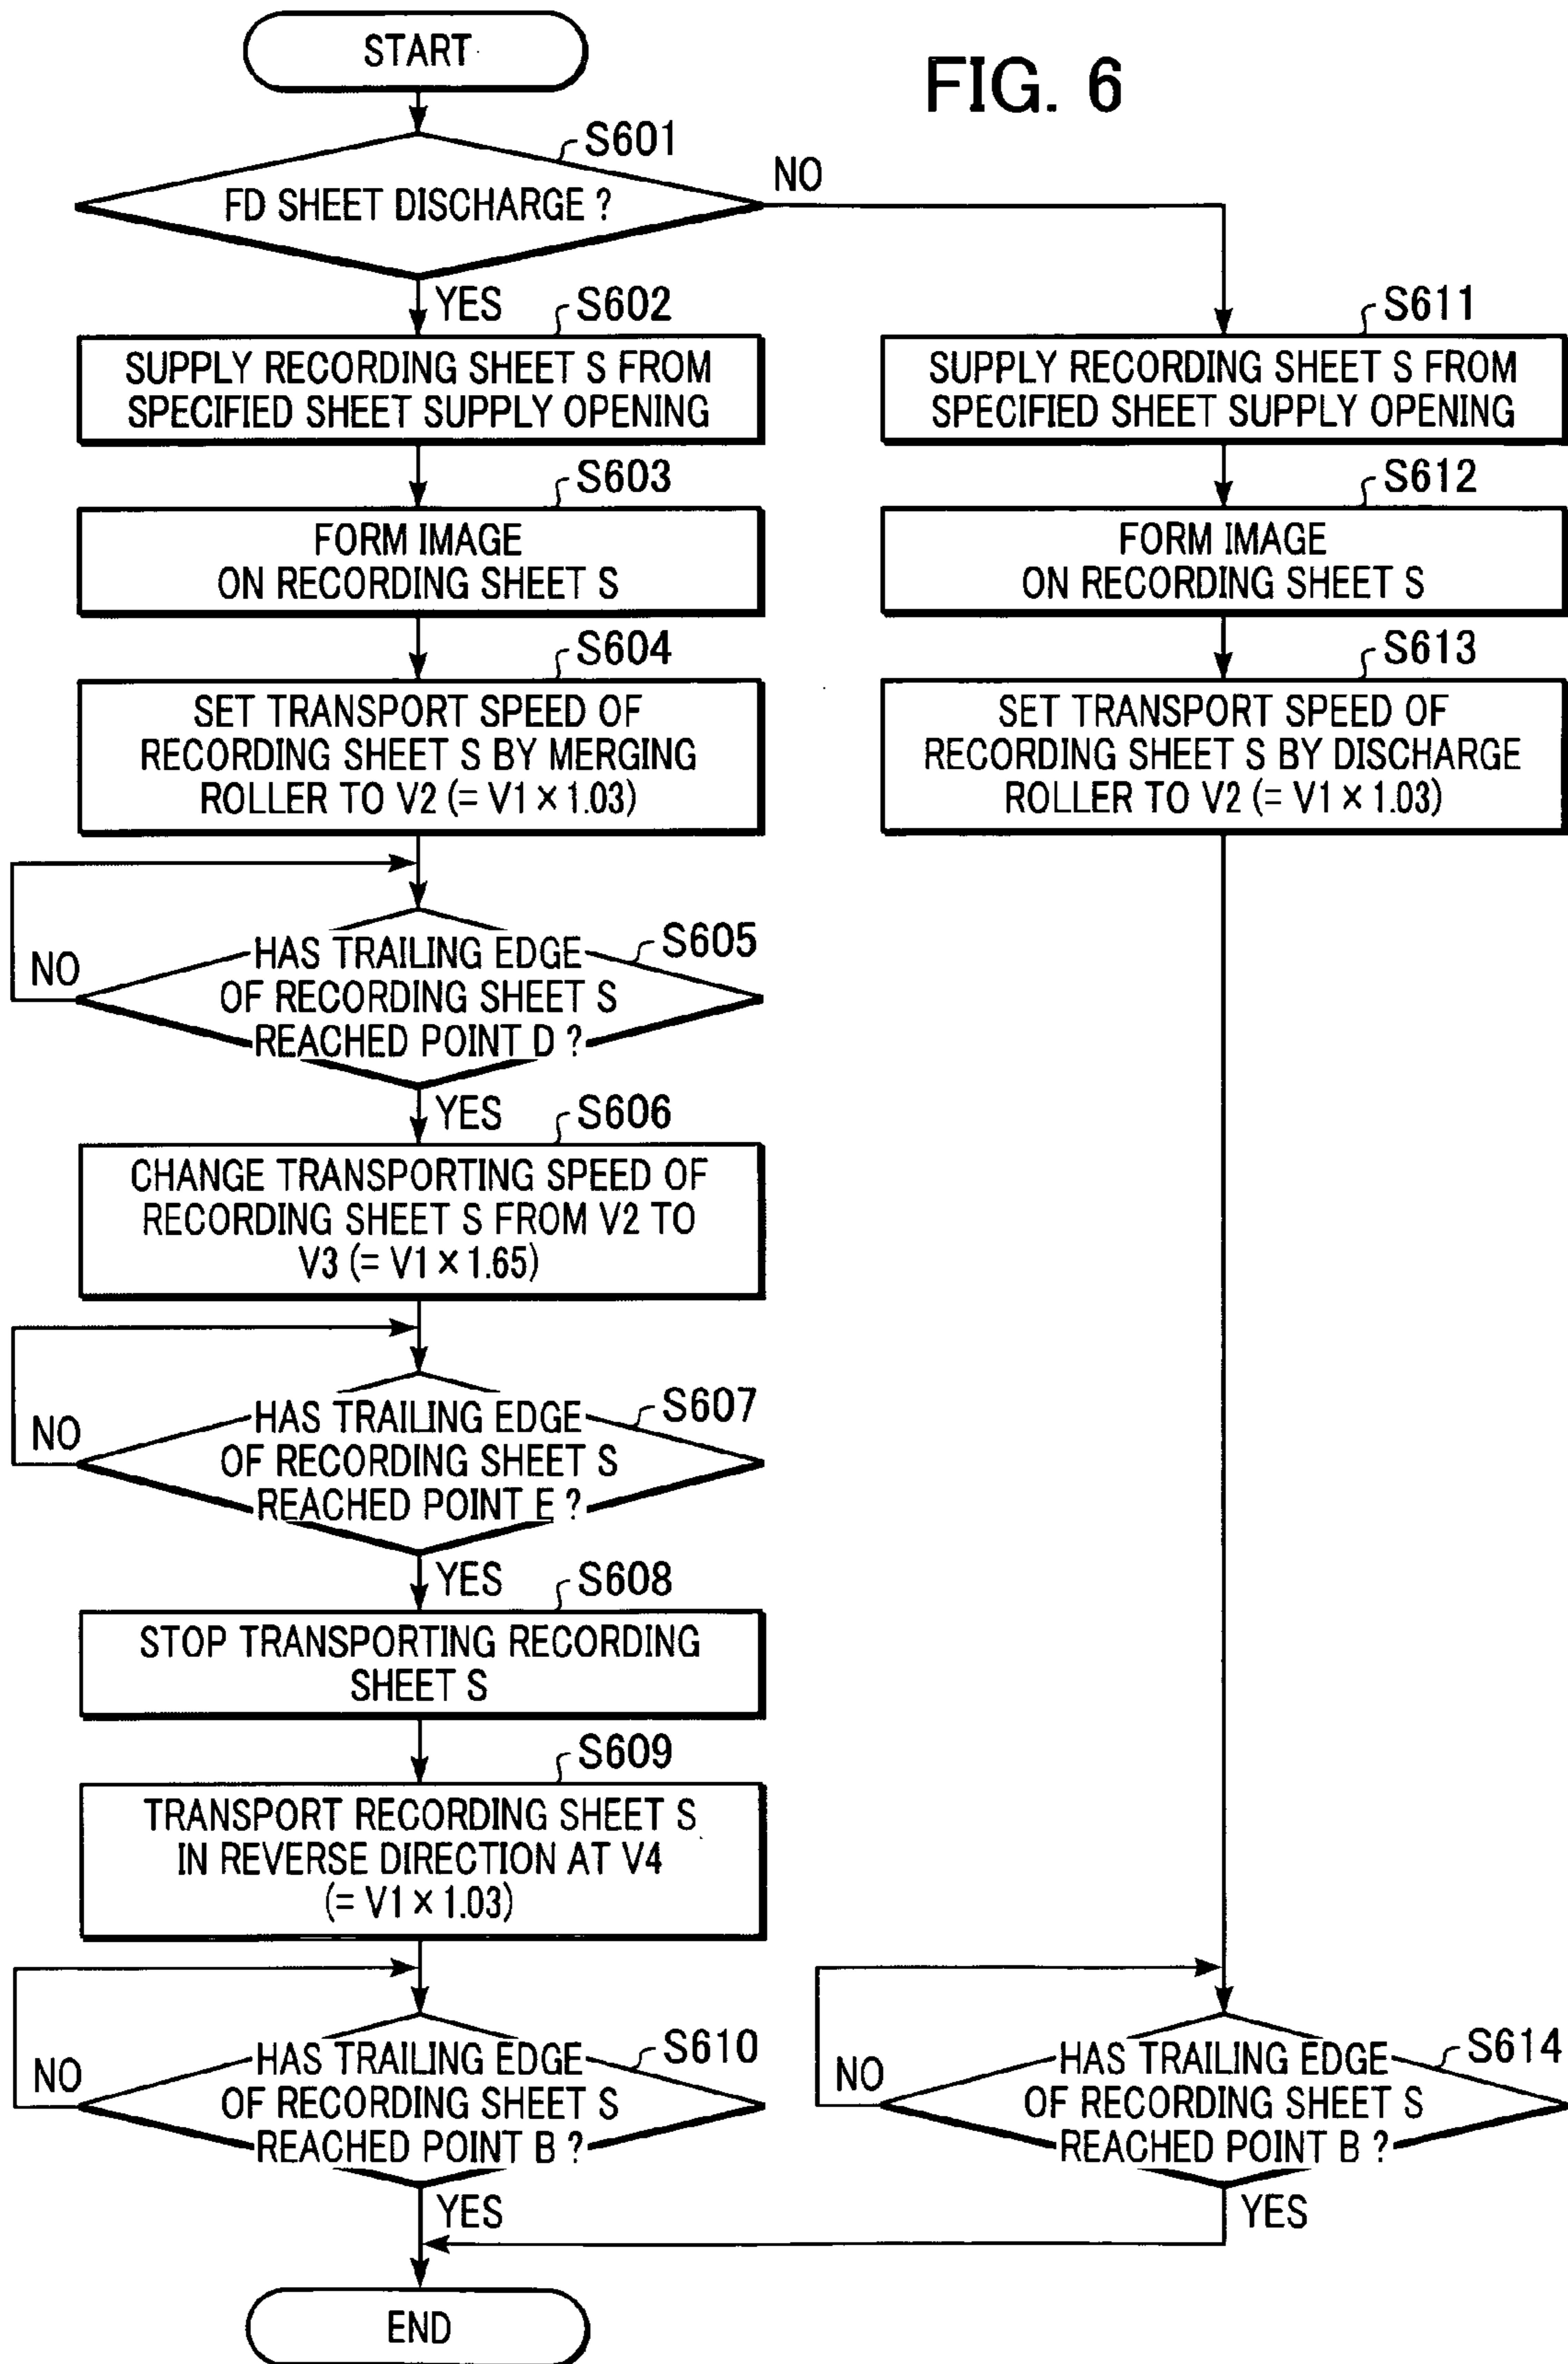 START
FIG. 6
S601
FD SHEET DISCHARGE ?
NO
YES
S602
SUPPLY RECORDING SHEET S FROM
SPECIFIED SHEET SUPPLY OPENING
S603
FORM IMAGE
ON RECORDING SHEET S
S604
SET TRANSPORT SPEED OF
RECORDING SHEET S BY MERGING
ROLLER TO V2 (= V1 × 1.03)
S605
HAS TRAILING EDGE
OF RECORDING SHEET S
REACHED POINT D ?
NO
YES
S606
CHANGE TRANSPORTING SPEED OF
RECORDING SHEET S FROM V2 TO
V3 (= V1 × 1.65)
S607
HAS TRAILING EDGE
OF RECORDING SHEET S
REACHED POINT E ?
NO
YES
S608
STOP TRANSPORTING RECORDING
SHEET S
S609
TRANSPORT RECORDING SHEET S
IN REVERSE DIRECTION AT V4
(= V1 × 1.03)
S610
HAS TRAILING EDGE
OF RECORDING SHEET S
REACHED POINT B ?
NO
YES
S611
SUPPLY RECORDING SHEET S FROM
SPECIFIED SHEET SUPPLY OPENING
S612
FORM IMAGE
ON RECORDING SHEET S
S613
SET TRANSPORT SPEED OF
RECORDING SHEET S BY DISCHARGE
ROLLER TO V2 (= V1 × 1.03)
S614
HAS TRAILING EDGE
OF RECORDING SHEET S
REACHED POINT B ?
NO
YES
END